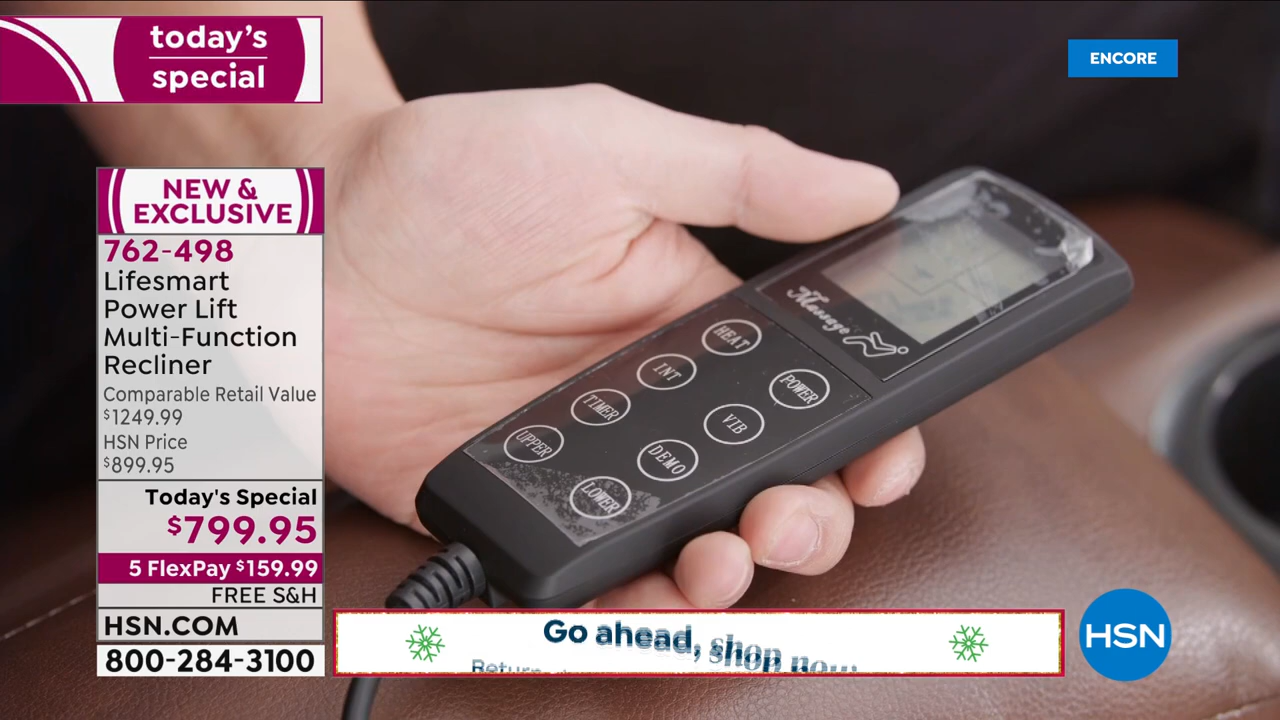 today's
special
ENCORE
NEW &
EXCLUSIVE
762-498
Lifesmart
Power Lift
Multi-Function
Recliner
Comparable Retail Value
$1249.99
HSN Price
$899.95
Today's Special
$799.95
5 FlexPay $159.99
FREE S&H
HSN.COM
800-284-3100
Massage
HEAT
INT
POWER
TIMER
VIB
UPPER
DEMO
LOWER
Go ahead, shop now
HSN